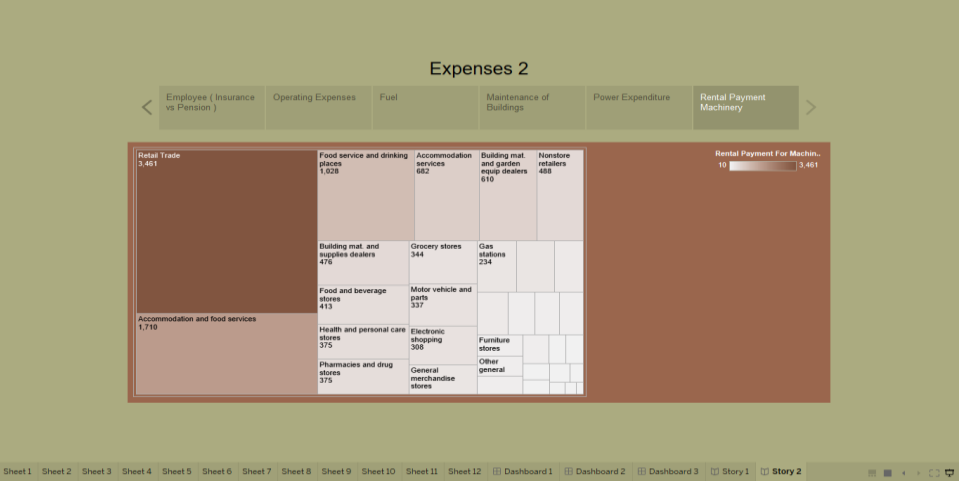 Expenses 2
Employee ( Insurance
vs Pension )
Operating Expenses
Fuel
Maintenance of
Buildings
Power Expenditure
Rental Payment
Machinery
Retail Trade
3,461
Accommodation and food services
1,710
Food service and drinking
places
1,028
Accommodation
services
682
Building mat.
and garden
equip dealers
610
Nonstore
retailers
488
Building mat. and
supplies dealers
476
Food and beverage
stores
413
Health and personal care
stores
375
Pharmacies and drug
stores
375
Grocery stores
344
Motor vehicle and
parts
337
Electronic
shopping
308
General
merchandise
stores
Gas
stations
234
Furniture
stores
Other
general
Rental Payment For Machin..
10
3,461
Sheet 1
Sheet 2
Sheet 3
Sheet 4
Sheet 5
Sheet 6
Sheet 7
Sheet 8
Sheet 9
Sheet 10
Sheet 11
Sheet 12
Dashboard 1
Dashboard 2
Dashboard 3
Story 1
Story 2